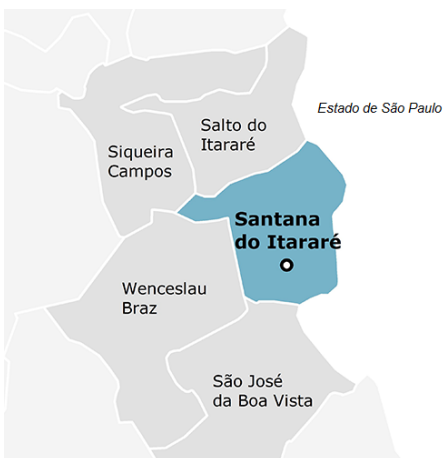 Estado de São Paulo
Salto do
Itararé
Siqueira
Campos
Santana
do Itararé
Wenceslau
Braz
São José
da Boa Vista